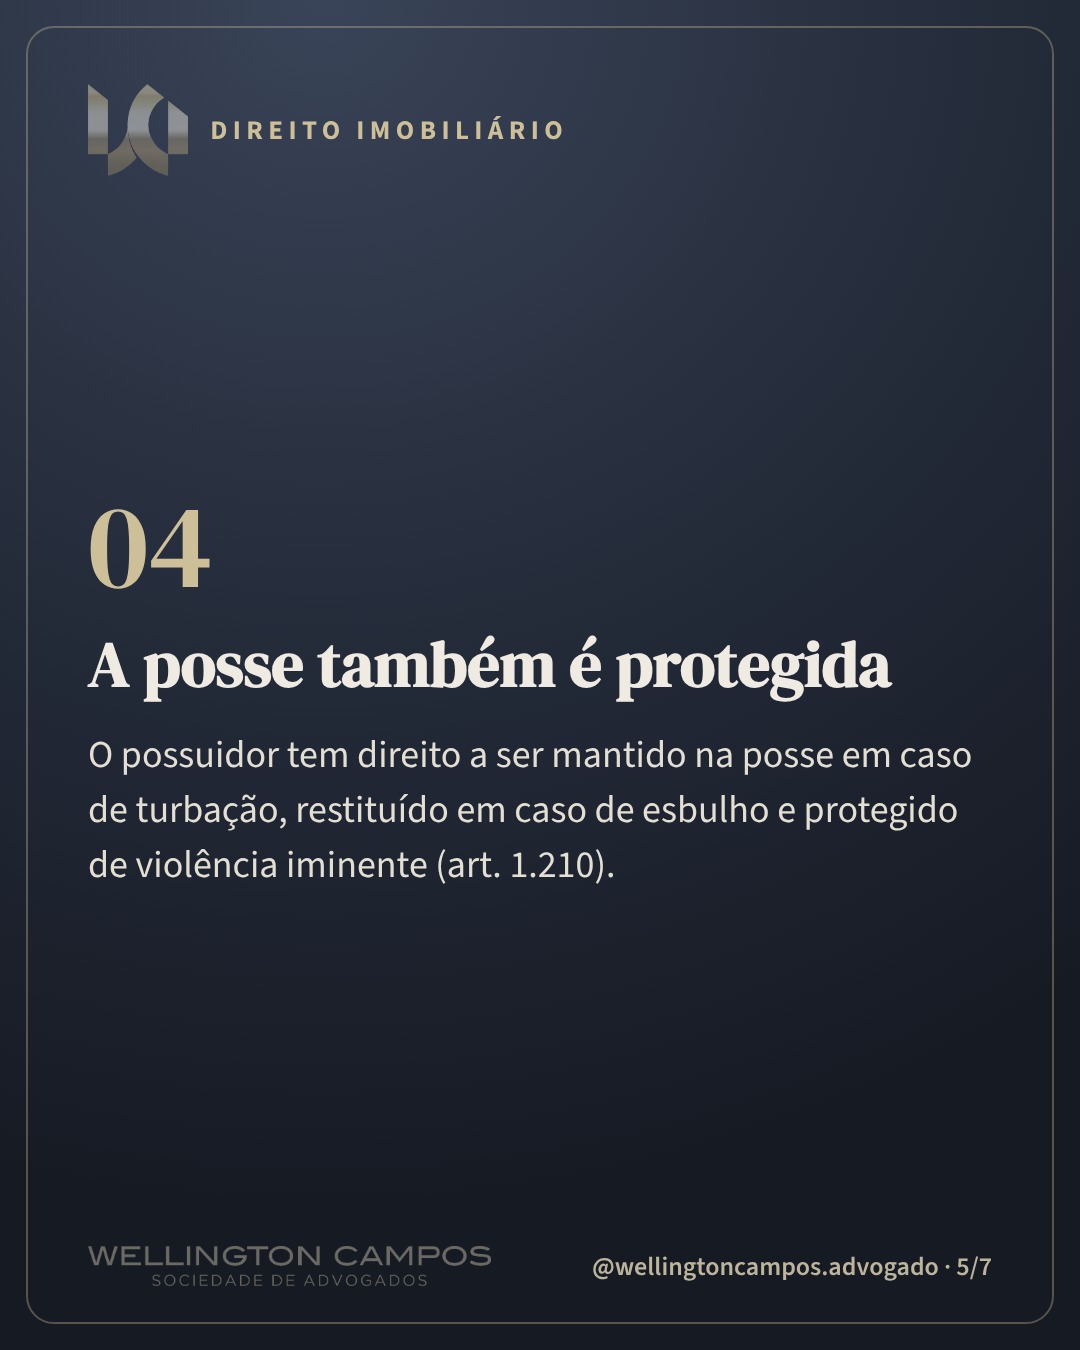 DIREITO IMOBILIÁRIO
04
A posse também é protegida
O possuidor tem direito a ser mantido na posse em caso
de turbação, restituído em caso de esbulho e protegido
de violência iminente (art. 1.210).
WELLINGTON CAMPOS
SOCIEDADE DE ADVOGADOS
@wellingtoncampos.advogado · 5/7